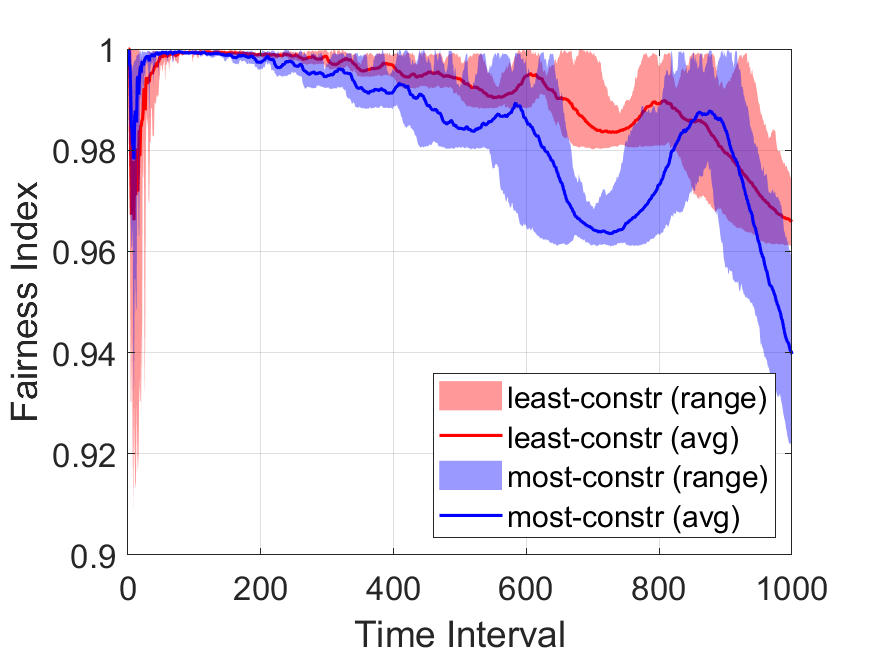 Fairness Index
1
0.98
0.96
0.94
0.92
0.9
0
200
400
600
800
1000
Time Interval
least-constr (range)
least-constr (avg)
most-constr (range)
most-constr (avg)